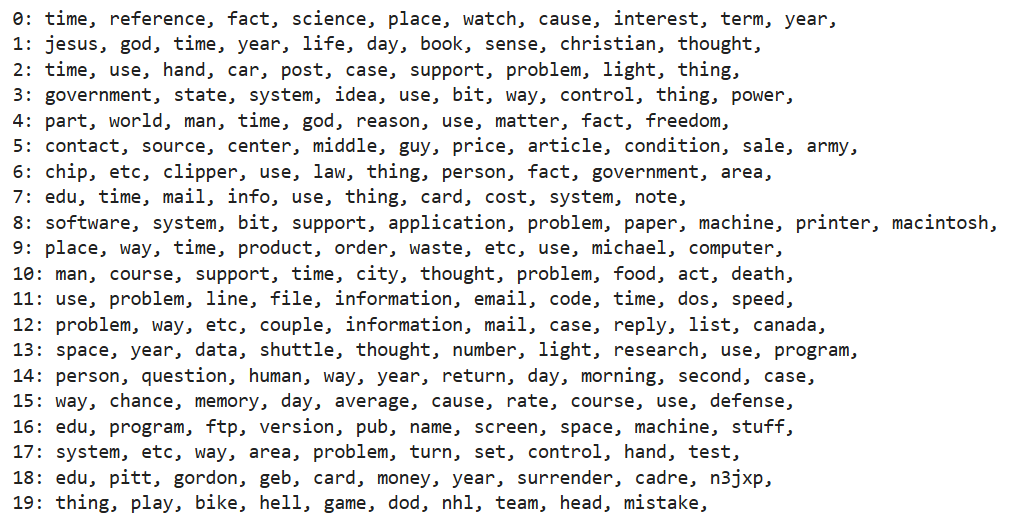 0: time, reference, fact, science, place, watch, cause, interest, term, year,
1: jesus, god, time, year, life, day, book, sense, christian, thought,
2: time, use, hand, car, post, case, support, problem, light, thing,
3: government, state, system, idea, use, bit, way, control, thing, power,
4: part, world, man, time, god, reason, use, matter, fact, freedom,
5: contact, source, center, middle, guy, price, article, condition, sale, army,
6: chip, etc, clipper, use, law, thing, person, fact, government, area,
7: edu, time, mail, info, use, thing, card, cost, system, note,
8: software, system, bit, support, application, problem, paper, machine, printer, macintosh,
9: place, way, time, product, order, waste, etc, use, michael, computer,
10: man, course, support, time, city, thought, problem, food, act, death,
11: use, problem, line, file, information, email, code, time, dos, speed,
12: problem, way, etc, couple, information, mail, case, reply, list, canada,
13: space, year, data, shuttle, thought, number, light, research, use, program,
14: person, question, human, way, year, return, day, morning, second, case,
15: way, chance, memory, day, average, cause, rate, course, use, defense,
16: edu, program, ftp, version, pub, name, screen, space, machine, stuff,
17: system, etc, way, area, problem, turn, set, control, hand, test,
18: edu, pitt, gordon, geb, card, money, year, surrender, cadre, n3jxp,
19: thing, play, bike, hell, game, dod, nhl, team, head, mistake,